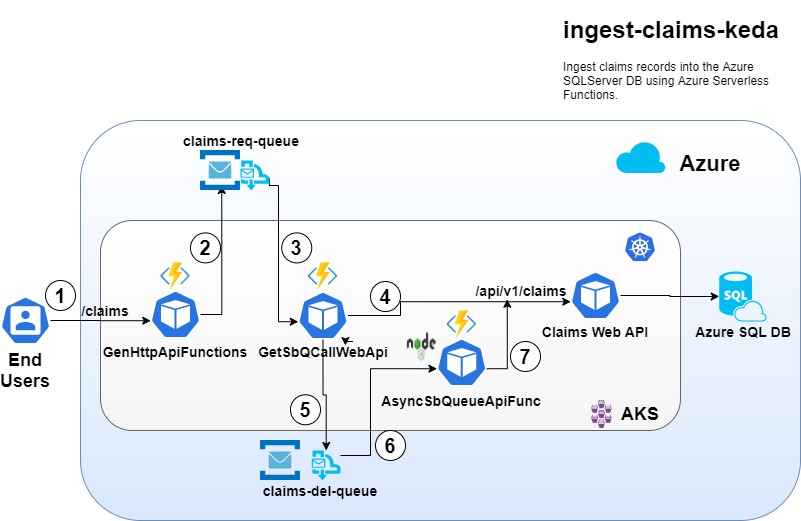 ingest-claims-keda
Ingest claims records into the Azure
SQLServer DB using Azure Serverless
Functions.
claims-req-queue
Azure
2
3
1
/claims
4
/api/v1/claims
SQL
GenHttpApiFunctions
GetSbQCallWebApi
node
7
Claims Web API
Azure SQL DB
End
Users
AsyncSbQueueApiFunc
5
AKS
6
claims-del-queue